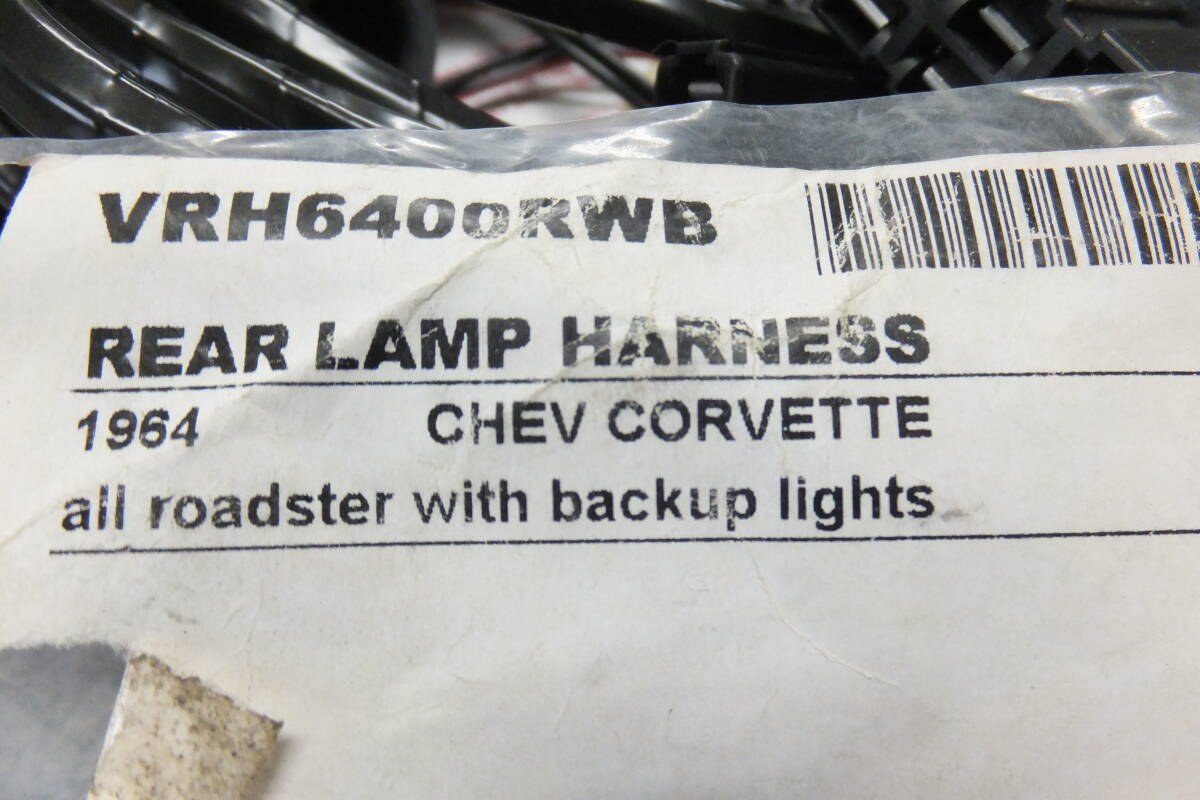 VRH6400RWB
REAR LAMP HARNESS
1964 CHEV CORVETTE
all roadster with backup lights